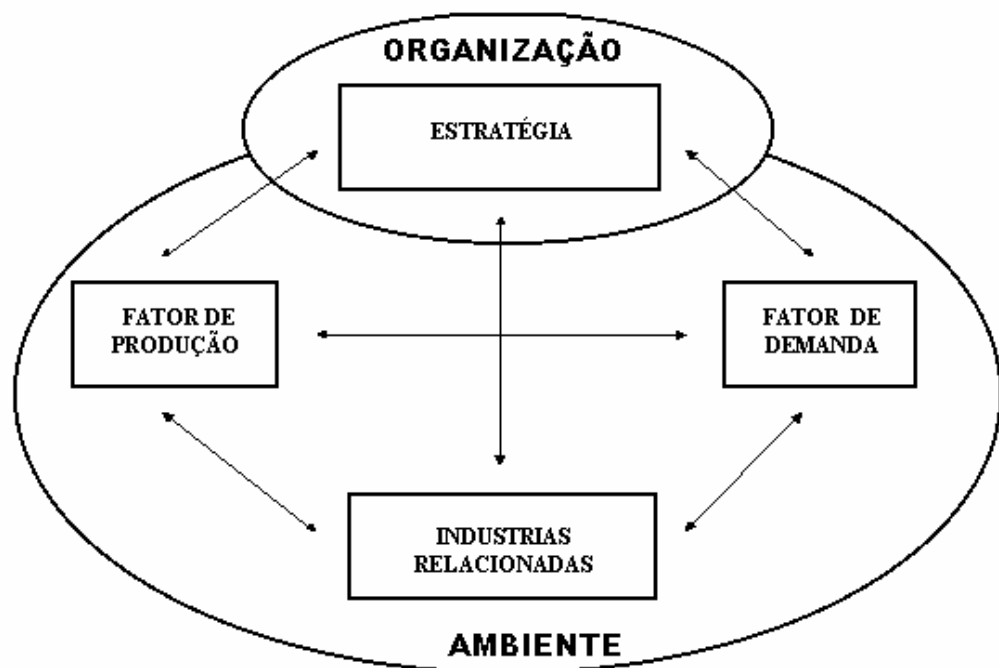 ORGANIZAÇÃO
ESTRATÉGIA
FATOR DE
PRODUÇÃO
FATOR DE
DEMANDA
INDUSTRIAS
RELACIONADAS
AMBIENTE